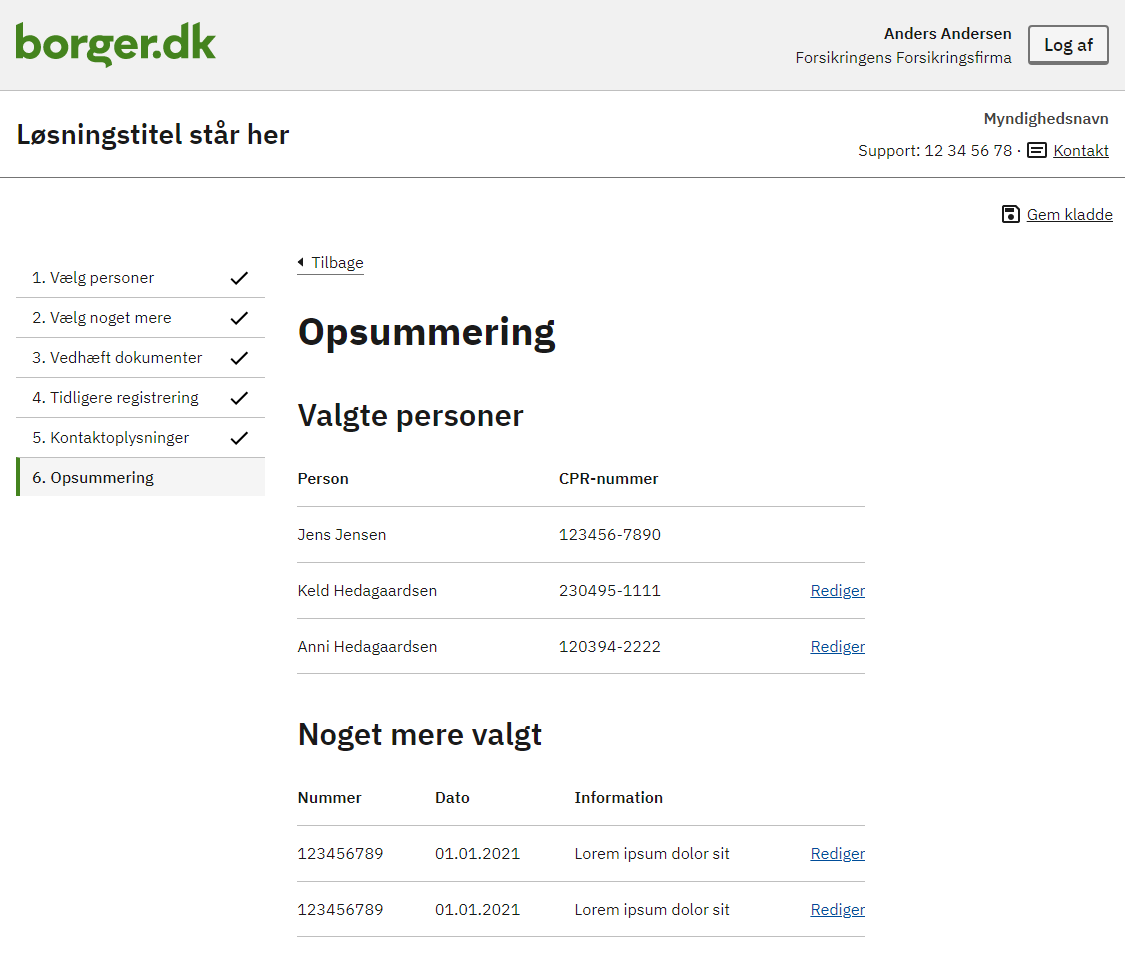 borger.dk
Anders Andersen
Forsikringens Forsikringsfirma
Log af
Løsningstitel står her
Myndighedsnavn
Support: 12 34 56 78 · Kontakt
Gem kladde
1. Vælg personer
2. Vælg noget mere
3. Vedhæft dokumenter
4. Tidligere registrering
5. Kontaktoplysninger
6. Opsummering
Tilbage
Opsummering
Valgte personer
Person CPR-nummer
Jens Jensen 123456-7890
Keld Hedagaardsen 230495-1111 Rediger
Anni Hedagaardsen 120394-2222 Rediger
Noget mere valgt
Nummer Dato Information
123456789 01.01.2021 Lorem ipsum dolor sit Rediger
123456789 01.01.2021 Lorem ipsum dolor sit Rediger